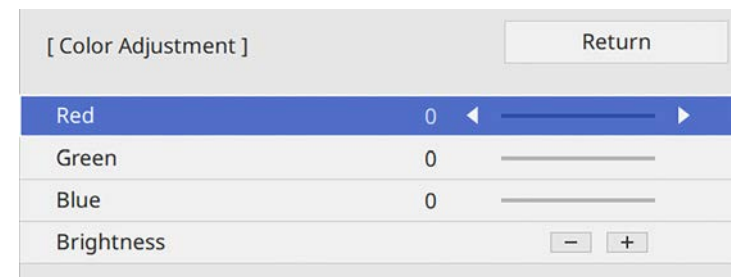 [ Color Adjustment ]
Return
Red 0
Green 0
Blue 0
Brightness − +